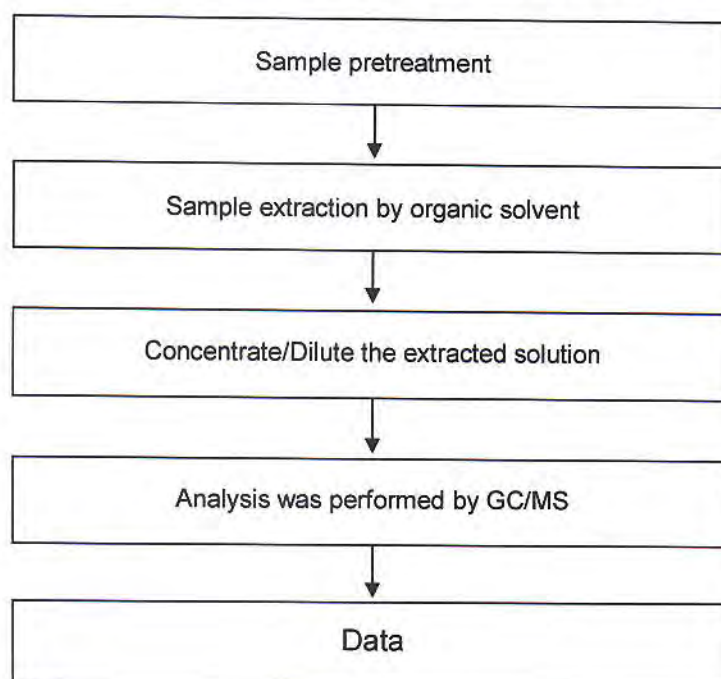 Sample pretreatment
Sample extraction by organic solvent
Concentrate/Dilute the extracted solution
Analysis was performed by GC/MS
Data